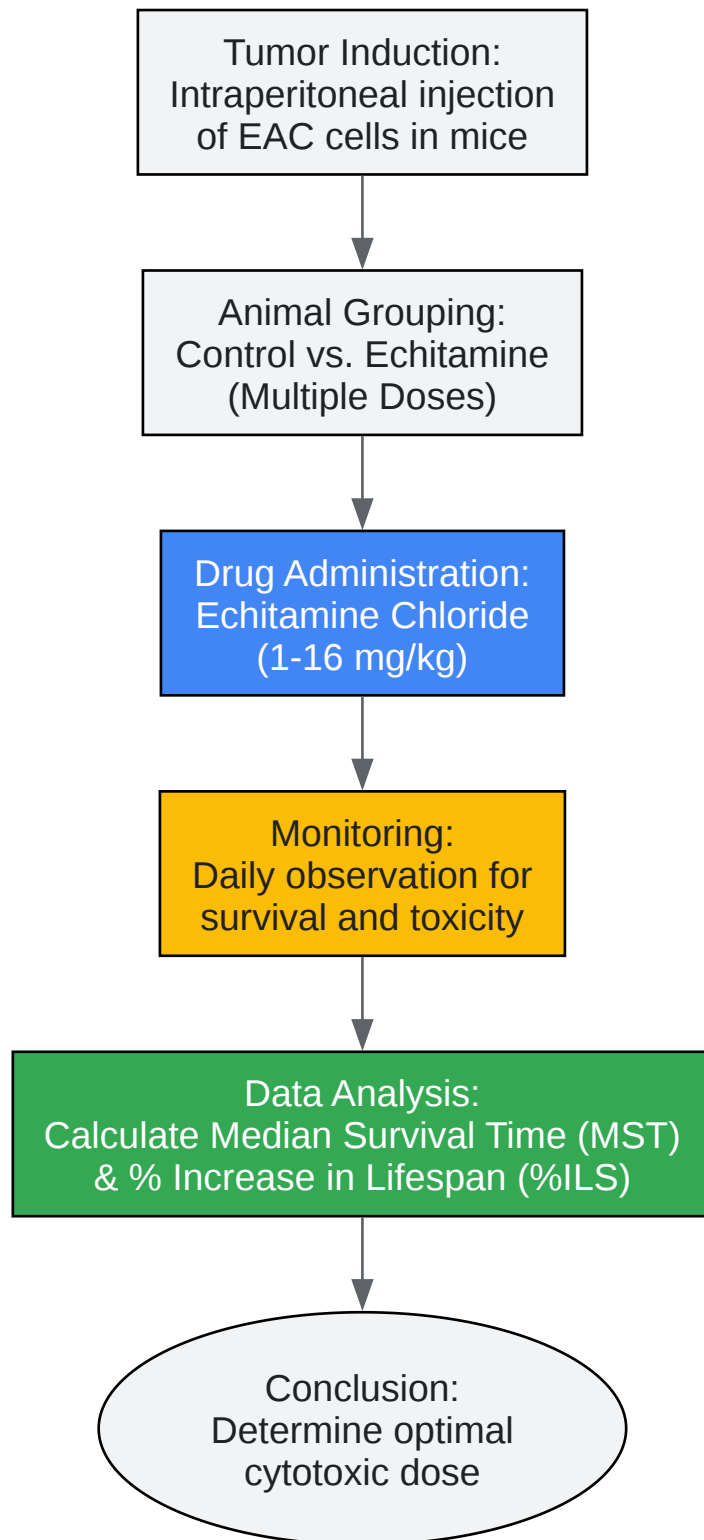 Tumor Induction:
Intraperitoneal injection
of EAC cells in mice
Animal Grouping:
Control vs. Echitamine
(Multiple Doses)
Drug Administration:
Echitamine Chloride
(1-16 mg/kg)
Monitoring:
Daily observation for
survival and toxicity
Data Analysis:
Calculate Median Survival Time (MST)
& % Increase in Lifespan (%ILS)
Conclusion:
Determine optimal
cytotoxic dose